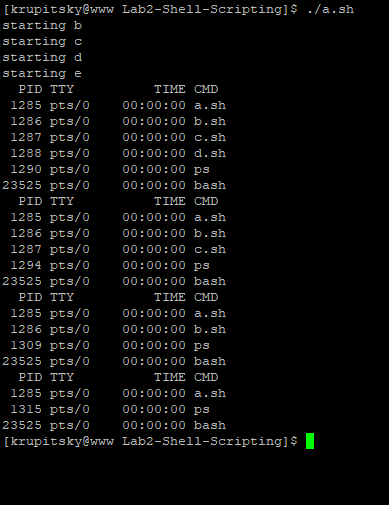 [krupitsky@www Lab2-Shell-Scripting]$ ./a.sh
starting b
starting c
starting d
starting e
  PID TTY          TIME CMD
 1285 pts/0    00:00:00 a.sh
 1286 pts/0    00:00:00 b.sh
 1287 pts/0    00:00:00 c.sh
 1288 pts/0    00:00:00 d.sh
 1290 pts/0    00:00:00 ps
23525 pts/0    00:00:00 bash
  PID TTY          TIME CMD
 1285 pts/0    00:00:00 a.sh
 1286 pts/0    00:00:00 b.sh
 1287 pts/0    00:00:00 c.sh
 1294 pts/0    00:00:00 ps
23525 pts/0    00:00:00 bash
  PID TTY          TIME CMD
 1285 pts/0    00:00:00 a.sh
 1286 pts/0    00:00:00 b.sh
 1309 pts/0    00:00:00 ps
23525 pts/0    00:00:00 bash
  PID TTY          TIME CMD
 1285 pts/0    00:00:00 a.sh
 1315 pts/0    00:00:00 ps
23525 pts/0    00:00:00 bash
[krupitsky@www Lab2-Shell-Scripting]$